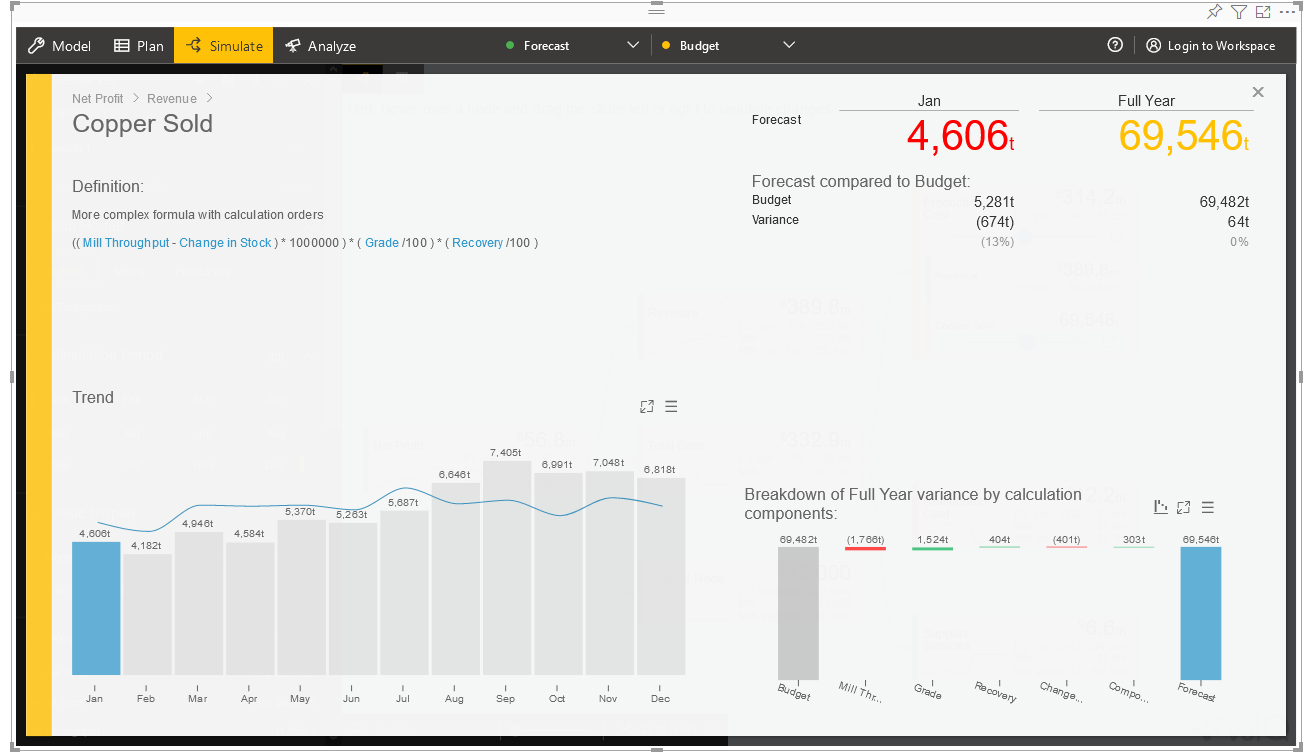 Model Plan Simulate Analyze Forecast Budget Login to Workspace
Net Profit Revenue
Copper Sold
Jan Full Year
Forecast 4,606t 69,546t
Definition:
More complex formula with calculation orders
(( Mill Throughput - Change in Stock ) * 1000000 ) * ( Grade /100 ) * ( Recovery /100 )
Forecast compared to Budget:
Budget 5,281t 69,482t
Variance (674t) 64t
(13%) 0%
Trend
4,606t 4,182t 4,946t 4,584t 5,370t 5,263t 5,687t 6,646t 7,405t 6,991t 7,048t 6,818t
Jan Feb Mar Apr May Jun Jul Aug Sep Oct Nov Dec
Breakdown of Full Year variance by calculation
components:
69,482t (1,766t) 1,524t 404t (401t) 303t 69,546t
Budget Mill Thr... Grade Recovery Change... Compo... Forecast